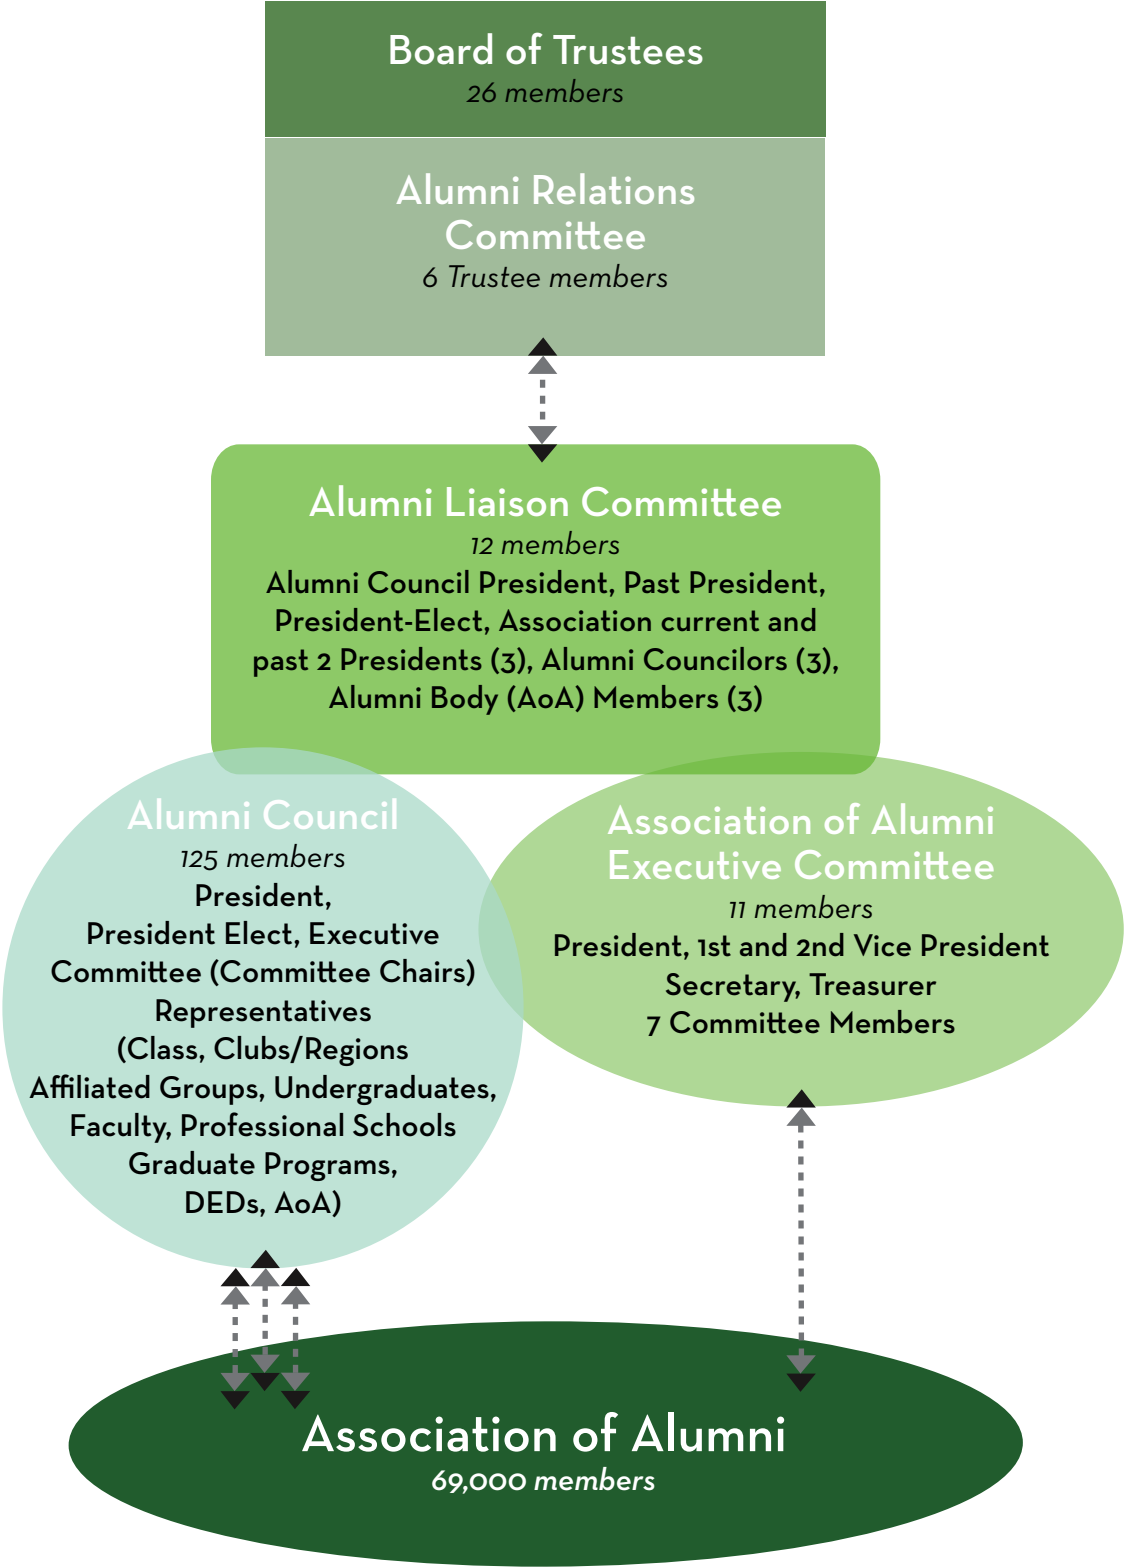 Board of Trustees
26 members
Alumni Relations
Committee
6 Trustee members
Alumni Liaison Committee
12 members
Alumni Council President, Past President,
President-Elect, Association current and
past 2 Presidents (3), Alumni Councilors (3),
Alumni Body (AoA) Members (3)
Alumni Council
125 members
President,
President Elect, Executive
Committee (Committee Chairs)
Representatives
(Class, Clubs/Regions
Affiliated Groups, Undergraduates,
Faculty, Professional Schools
Graduate Programs,
DEDs, AoA)
Association of Alumni
Executive Committee
11 members
President, 1st and 2nd Vice President
Secretary, Treasurer
7 Committee Members
Association of Alumni
69,000 members